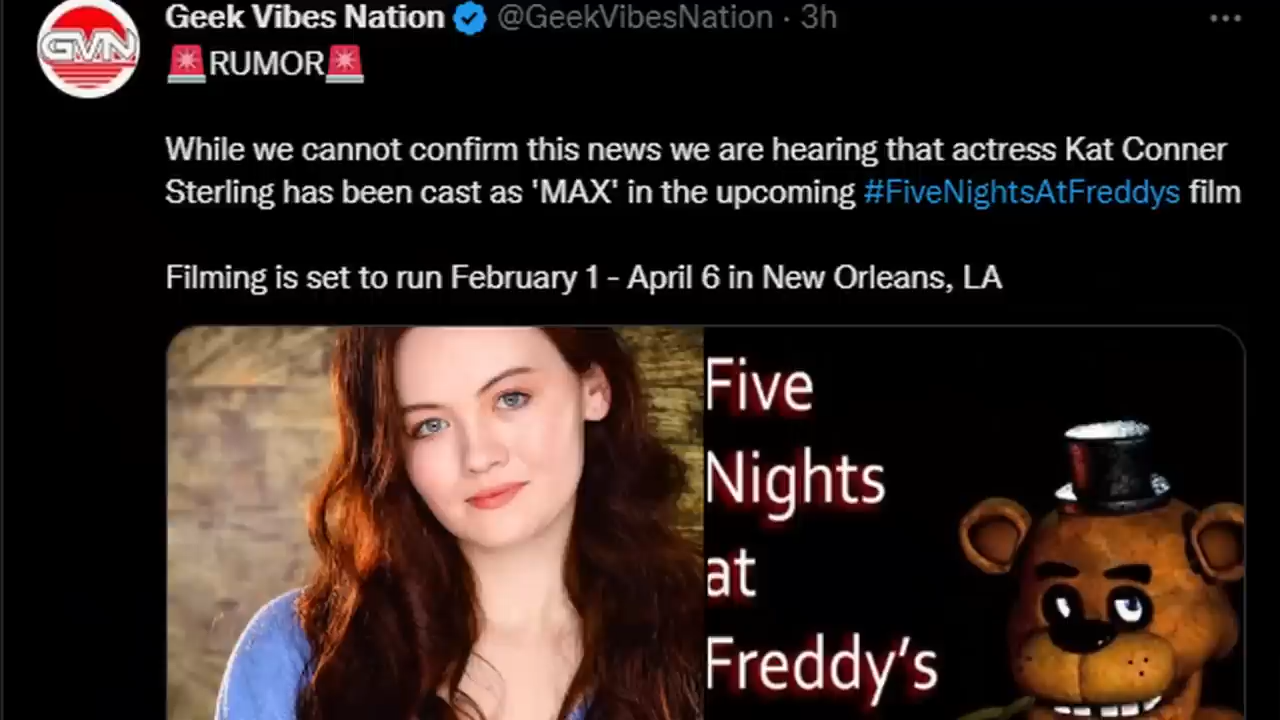 Geek Vibes Nation @GeekVibesNation · 3h
GVN
🚨RUMOR🚨
While we cannot confirm this news we are hearing that actress Kat Conner
Sterling has been cast as 'MAX' in the upcoming #FiveNightsAtFreddys film
Filming is set to run February 1 - April 6 in New Orleans, LA
Five
Nights
at
Freddy's